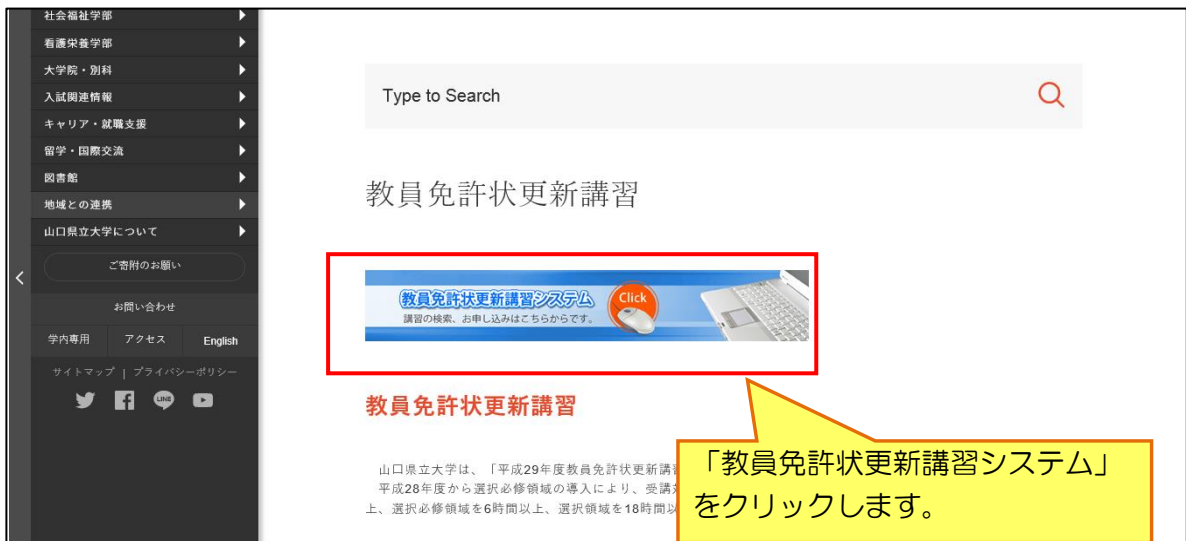 社会福祉学部
看護栄養学部
大学院・別科
入試関連情報
キャリア・就職支援
留学・国際交流
図書館
地域との連携
山口県立大学について
ご寄附のお願い
お問い合わせ
学内専用 アクセス English
サイトマップ | プライバシーポリシー
LINE
Type to Search
教員免許状更新講習
教員免許状更新講習システム
講習の検索、お申し込みはこちらからです。
Click
教員免許状更新講習
山口県立大学は、「平成29年度教員免許状更新講
平成28年度から選択必修領域の導入により、受講
上、選択必修領域を6時間以上、選択領域を18時間以
「教員免許状更新講習システム」
をクリックします。